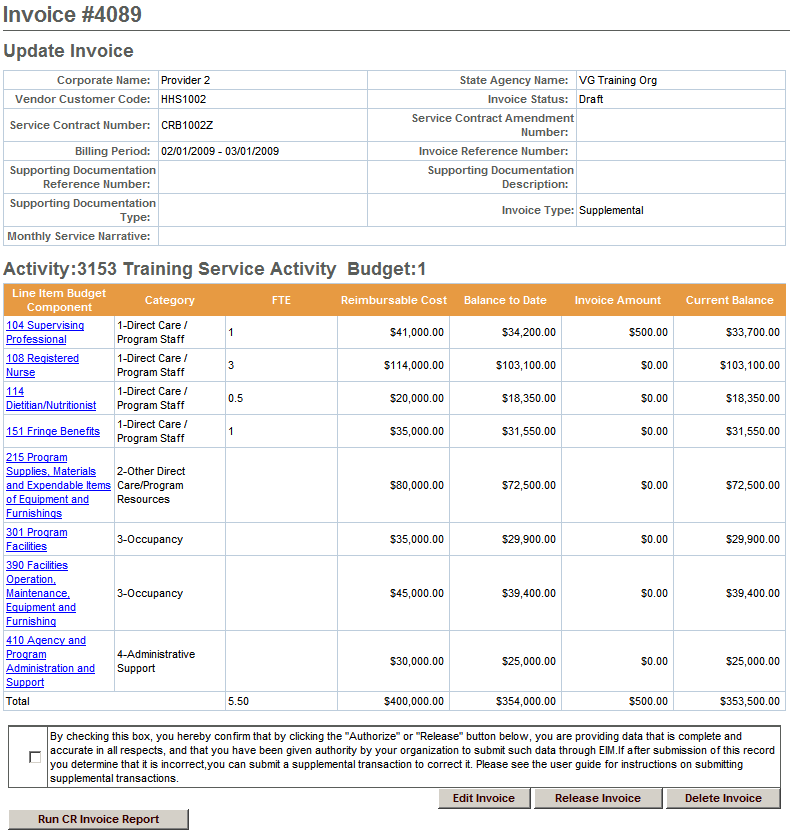 Invoice #4089
Update Invoice
Corporate Name: Provider 2 State Agency Name: VG Training Org
Vendor Customer Code: HHS1002 Invoice Status: Draft
Service Contract Number: CRB1002Z Service Contract Amendment
Number:
Billing Period: 02/01/2009 - 03/01/2009 Invoice Reference Number:
Supporting Documentation Supporting Documentation
Reference Number: Description:
Supporting Documentation
Type: Invoice Type: Supplemental
Monthly Service Narrative:
Activity:3153 Training Service Activity Budget:1
Line Item Budget
Component Category FTE Reimbursable Cost Balance to Date Invoice Amount Current Balance
104 Supervising 1-Direct Care /
Professional Program Staff 1 $41,000.00 $34,200.00 $500.00 $33,700.00
108 Registered 1-Direct Care /
Nurse Program Staff 3 $114,000.00 $103,100.00 $0.00 $103,100.00
114 1-Direct Care /
Dietitian/Nutritionist Program Staff 0.5 $20,000.00 $18,350.00 $0.00 $18,350.00
151 Fringe Benefits 1-Direct Care /
Program Staff 1 $35,000.00 $31,550.00 $0.00 $31,550.00
215 Program
Supplies, Materials 2-Other Direct
and Expendable Items Care/Program $80,000.00 $72,500.00 $0.00 $72,500.00
of Equipment and Resources
Furnishings
301 Program
Facilities 3-Occupancy $35,000.00 $29,900.00 $0.00 $29,900.00
390 Facilities
Operation,
Maintenance, 3-Occupancy $45,000.00 $39,400.00 $0.00 $39,400.00
Equipment and
Furnishing
410 Agency and
Program 4-Administrative
Administration and Support $30,000.00 $25,000.00 $0.00 $25,000.00
Support
Total 5.50 $400,000.00 $354,000.00 $500.00 $353,500.00
By checking this box, you hereby confirm that by clicking the "Authorize" or "Release" button below, you are providing data that is complete and
accurate in all respects, and that you have been given authority by your organization to submit such data through EIM.If after submission of this record
you determine that it is incorrect,you can submit a supplemental transaction to correct it. Please see the user guide for instructions on submitting
supplemental transactions.
Edit Invoice Release Invoice Delete Invoice
Run CR Invoice Report